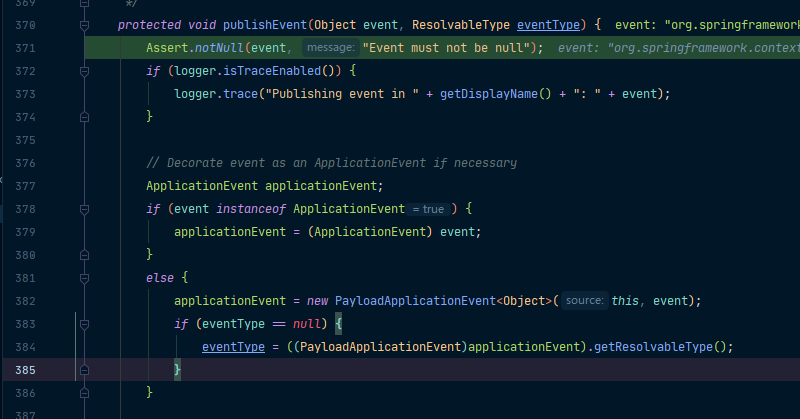 369 */
370 protected void publishEvent(Object event, ResolvableType eventType) { event: "org.springframework
371 Assert.notNull(event, message: "Event must not be null"); event: "org.springframework.context
372 if (logger.isTraceEnabled()) {
373 logger.trace("Publishing event in " + getDisplayName() + ": " + event);
374 }
375
376 // Decorate event as an ApplicationEvent if necessary
377 ApplicationEvent applicationEvent;
378 if (event instanceof ApplicationEvent = true ) {
379 applicationEvent = (ApplicationEvent) event;
380 }
381 else {
382 applicationEvent = new PayloadApplicationEvent<Object>( source: this, event);
383 if (eventType == null) {
384 eventType = ((PayloadApplicationEvent)applicationEvent).getResolvableType();
385 }
386 }
387